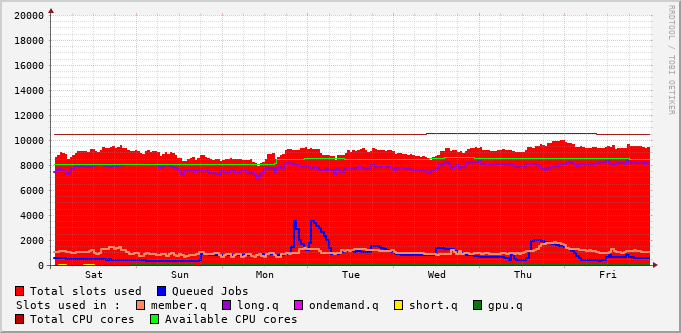 20000
18000
16000
14000
12000
10000
8000
6000
4000
2000
0
Sat Sun Mon Tue Wed Thu Fri
RRDTOOL / TOBI OETIKER
Total slots used Queued Jobs
Slots used in : member.q long.q ondemand.q short.q gpu.q
Total CPU cores Available CPU cores